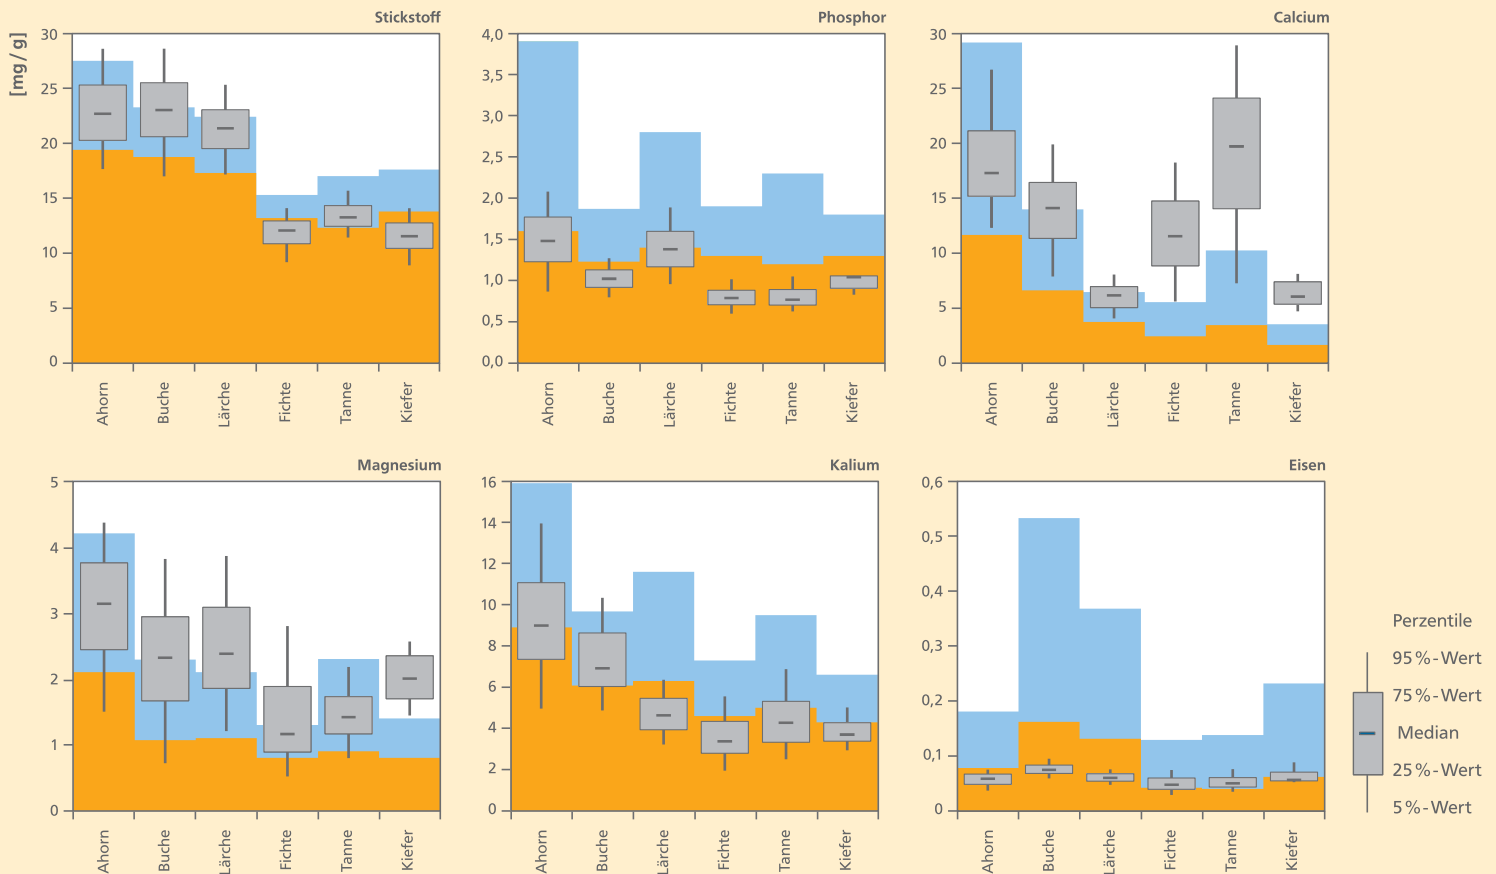 Stickstoff
[mg / g]
30
25
20
15
10
5
0
Ahorn
Buche
Lärche
Fichte
Tanne
Kiefer
Phosphor
4,0
3,5
3,0
2,5
2,0
1,5
1,0
0,5
0,0
Ahorn
Buche
Lärche
Fichte
Tanne
Kiefer
Calcium
30
25
20
15
10
5
0
Ahorn
Buche
Lärche
Fichte
Tanne
Kiefer
Magnesium
5
4
3
2
1
0
Ahorn
Buche
Lärche
Fichte
Tanne
Kiefer
Kalium
16
14
12
10
8
6
4
2
0
Ahorn
Buche
Lärche
Fichte
Tanne
Kiefer
Eisen
0,6
0,5
0,4
0,3
0,2
0,1
0
Ahorn
Buche
Lärche
Fichte
Tanne
Kiefer
Perzentile
95%-Wert
75%-Wert
Median
25%-Wert
5%-Wert